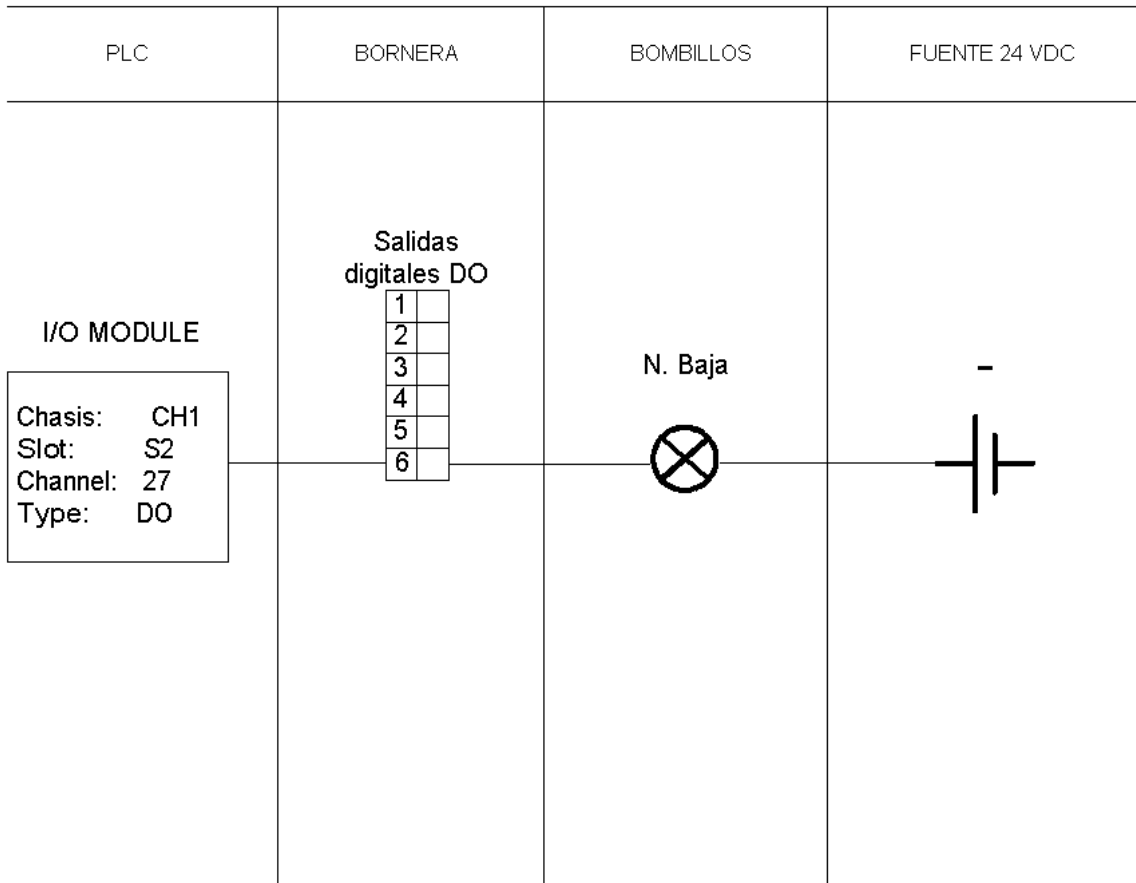 PLC
BORNERA
BOMBILLOS
FUENTE 24 VDC
Salidas
digitales DO
1
2
3
4
5
6
I/O MODULE
Chasis: CH1
Slot: S2
Channel: 27
Type: DO
N. Baja
-